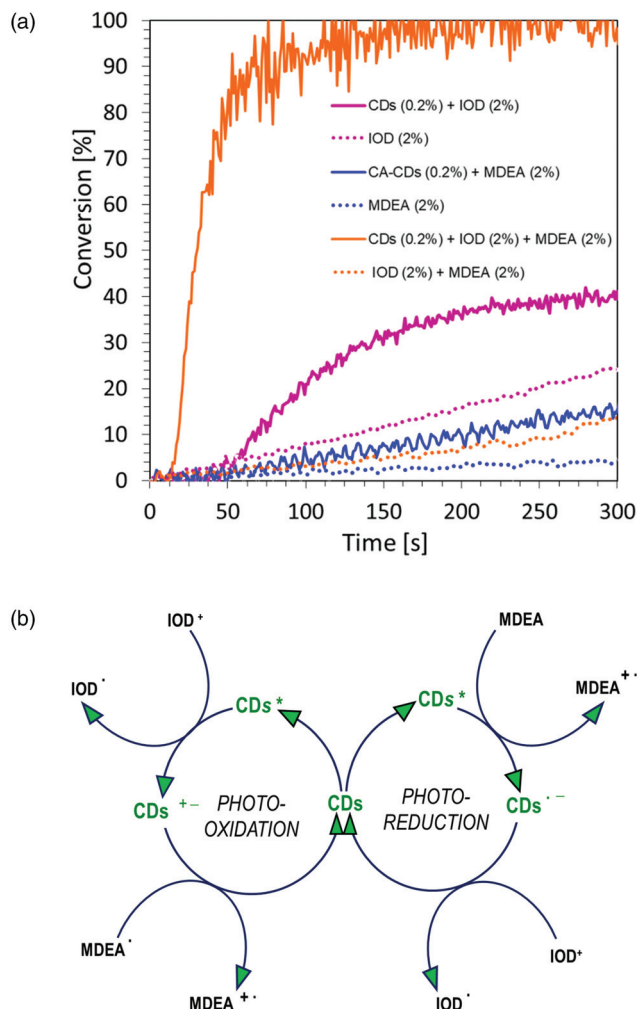 (a)
Conversion [%]
100
90
80
70
60
50
40
30
20
10
0
CDs (0.2%) + IOD (2%)
IOD (2%)
CA-CDs (0.2%) + MDEA (2%)
MDEA (2%)
CDs (0.2%) + IOD (2%) + MDEA (2%)
IOD (2%) + MDEA (2%)
0 50 100 150 200 250 300
Time [s]
(b)
IOD⁺ MDEA
IOD˙ CDs* CDs* MDEA⁺˙
CDs⁺⁻ PHOTO- CDs PHOTO- CDs˙⁻
OXIDATION REDUCTION
MDEA˙ IOD⁺
MDEA⁺˙ IOD˙